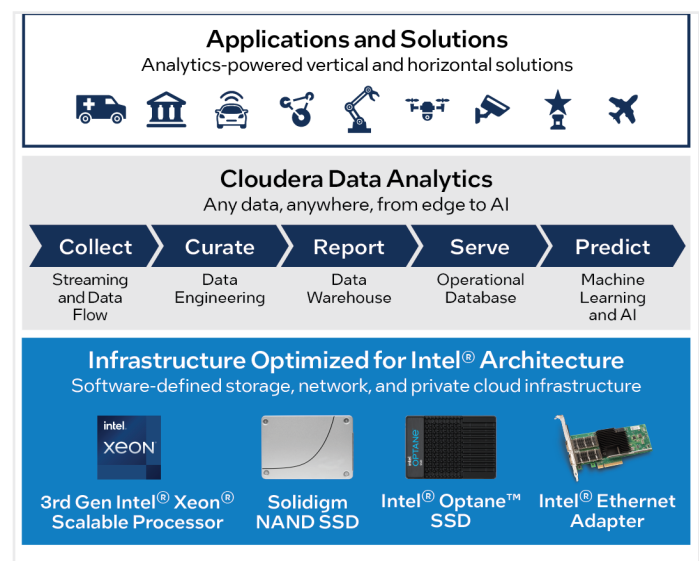 Applications and Solutions
Analytics-powered vertical and horizontal solutions
Cloudera Data Analytics
Any data, anywhere, from edge to AI
Collect
Curate
Report
Serve
Predict
Streaming
and Data
Flow
Data
Engineering
Data
Warehouse
Operational
Database
Machine
Learning
and AI
Infrastructure Optimized for Intel® Architecture
Software-defined storage, network, and private cloud infrastructure
intel
XEON
3rd Gen Intel® Xeon®
Scalable Processor
Solidigm
NAND SSD
intel
OPTANE
Intel® Optane™
SSD
Intel® Ethernet
Adapter